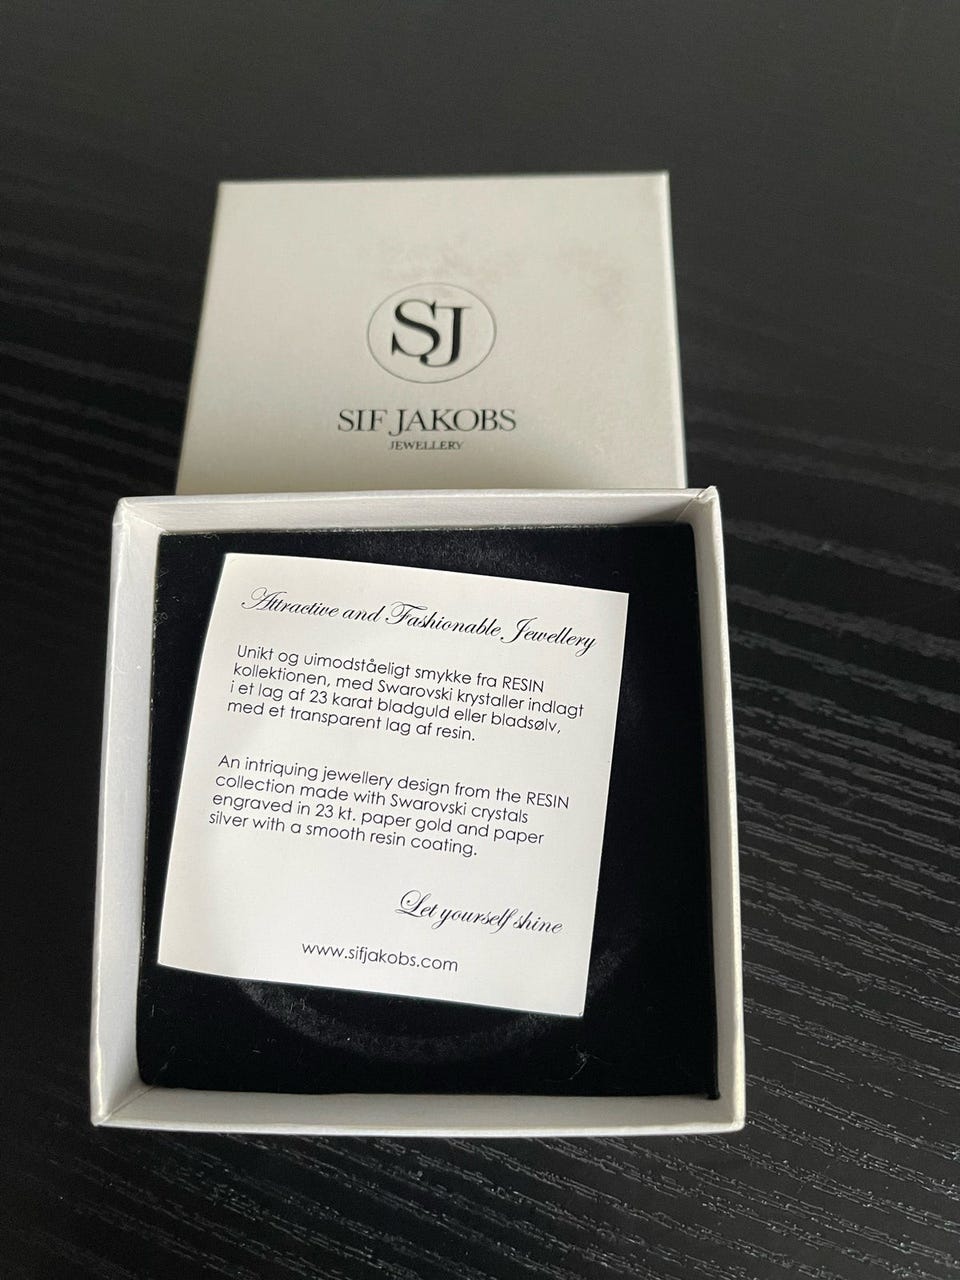 SJ
SIF JAKOBS
JEWELLERY
Attractive and Fashionable Jewellery
Unikt og uimodståeligt smykke fra RESIN
kollektionen, med Swarovski krystaller indlagt
i et lag af 23 karat bladguld eller bladsølv,
med et transparent lag af resin.
An intriquing jewellery design from the RESIN
collection made with Swarovski crystals
engraved in 23 kt. paper gold and paper
silver with a smooth resin coating.
Let yourself shine
www.sifjakobs.com